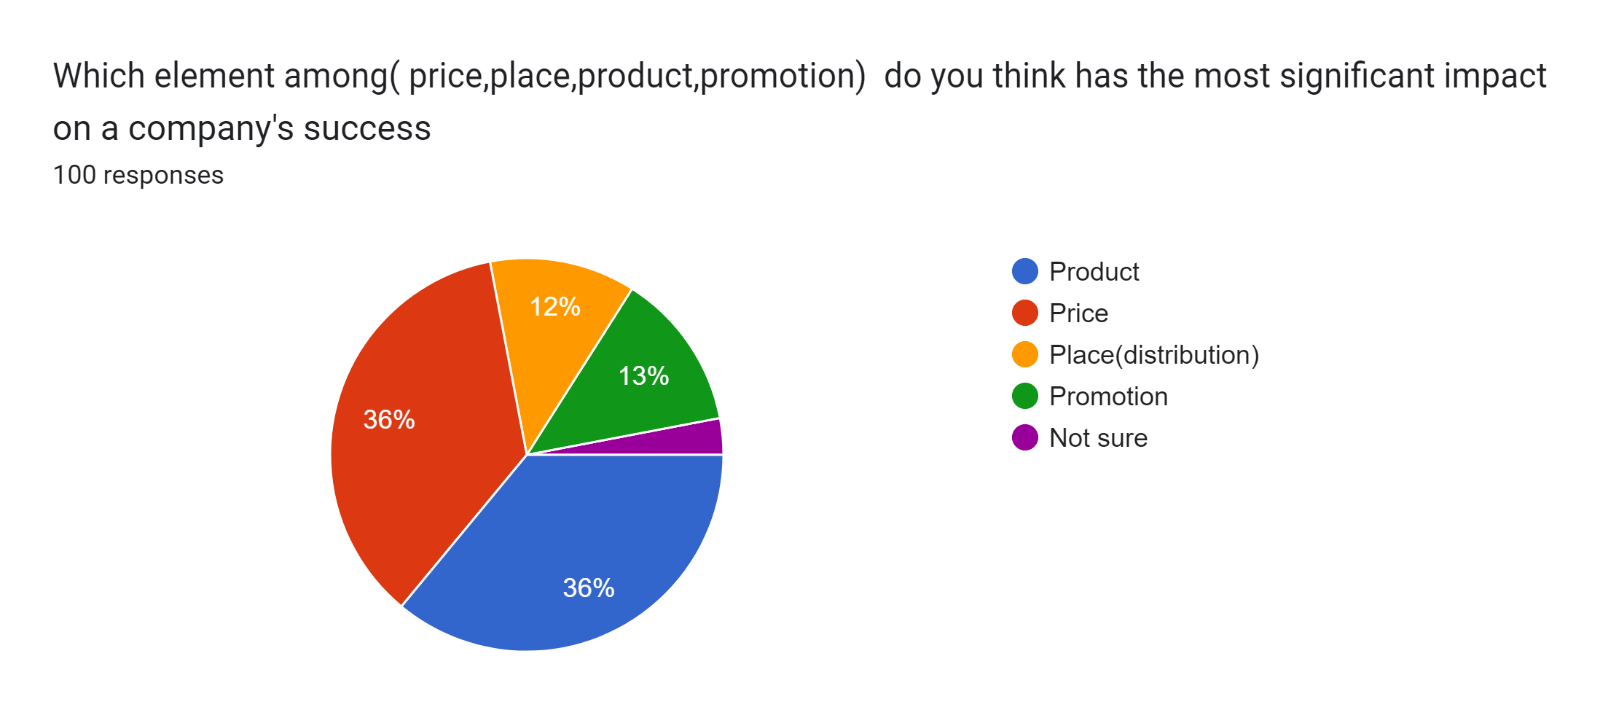 Which element among( price,place,product,promotion)  do you think has the most significant impact
on a company's success
100 responses
12%
13%
36%
36%
Product
Price
Place(distribution)
Promotion
Not sure